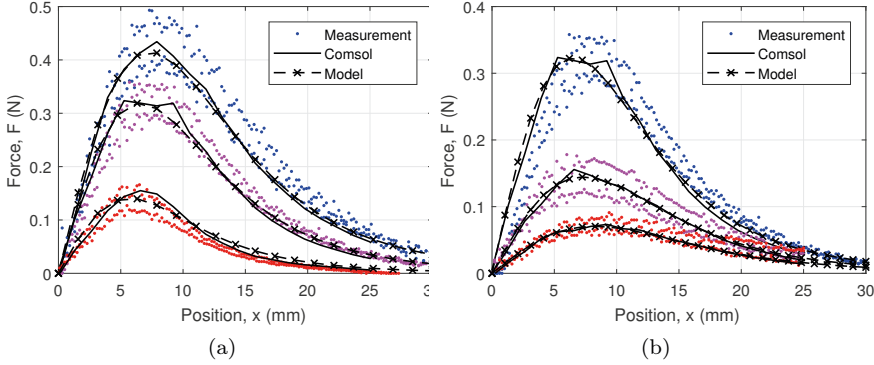 0.5
0.4
0.3
0.2
0.1
0
Force, F (N)
Measurement
Comsol
Model
0 5 10 15 20 25 3
Position, x (mm)
(a)
0.4
0.3
0.2
0.1
0
Force, F (N)
Measurement
Comsol
Model
0 5 10 15 20 25 30
Position, x (mm)
(b)